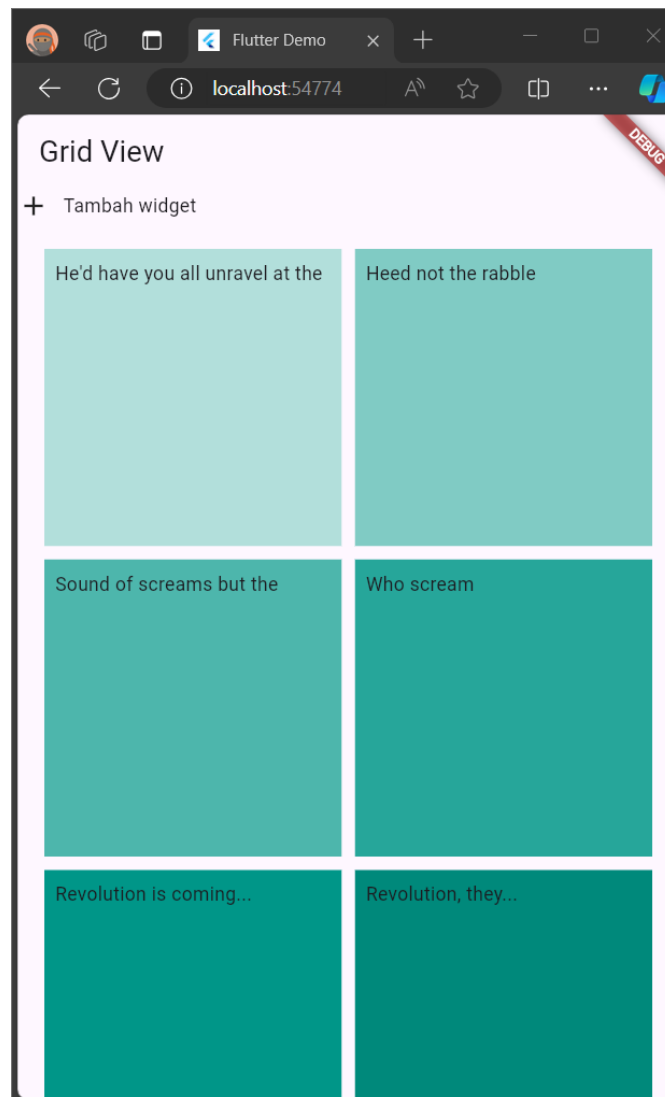 Flutter Demo
localhost:54774
Grid View
DEBUG
Tambah widget
He'd have you all unravel at the
Heed not the rabble
Sound of screams but the
Who scream
Revolution is coming...
Revolution, they...